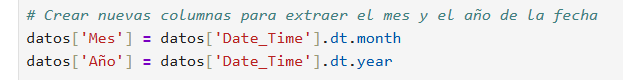 # Crear nuevas columnas para extraer el mes y el año de la fecha
datos['Mes'] = datos['Date_Time'].dt.month
datos['Año'] = datos['Date_Time'].dt.year